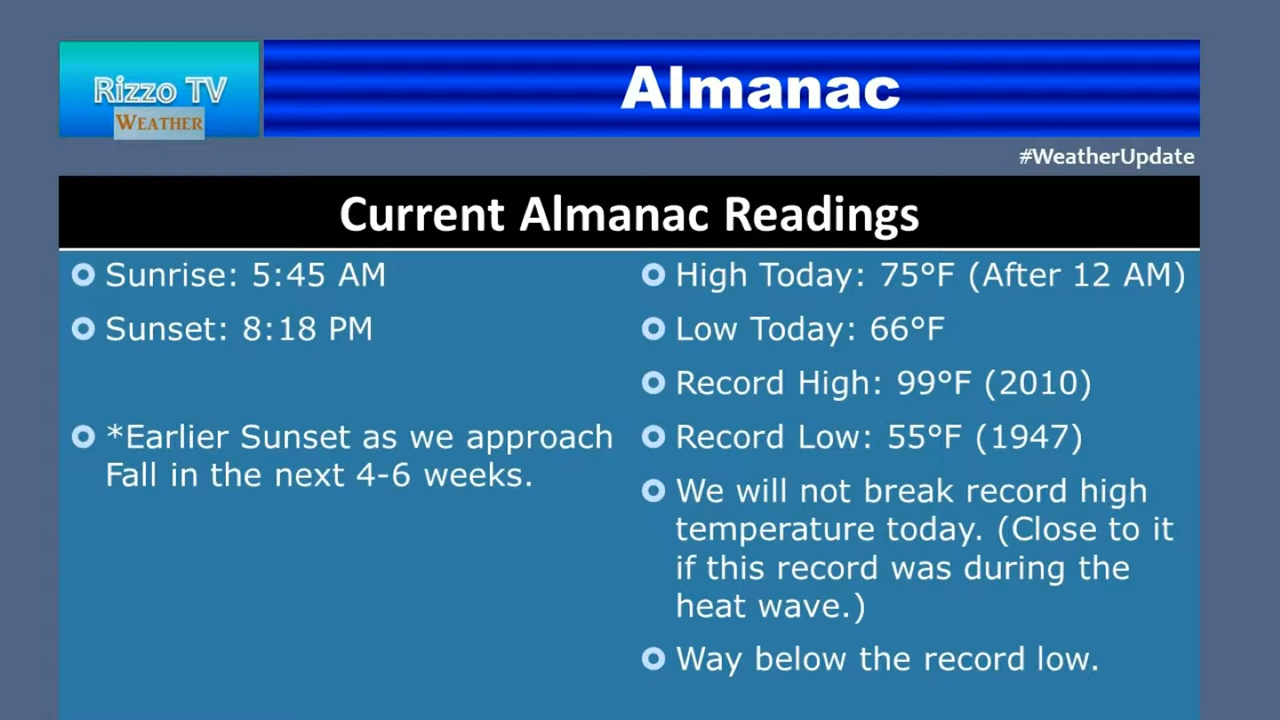 Rizzo TV
WEATHER
Almanac
#WeatherUpdate
Current Almanac Readings
Sunrise: 5:45 AM
Sunset: 8:18 PM
*Earlier Sunset as we approach
Fall in the next 4-6 weeks.
High Today: 75°F (After 12 AM)
Low Today: 66°F
Record High: 99°F (2010)
Record Low: 55°F (1947)
We will not break record high
temperature today. (Close to it
if this record was during the
heat wave.)
Way below the record low.